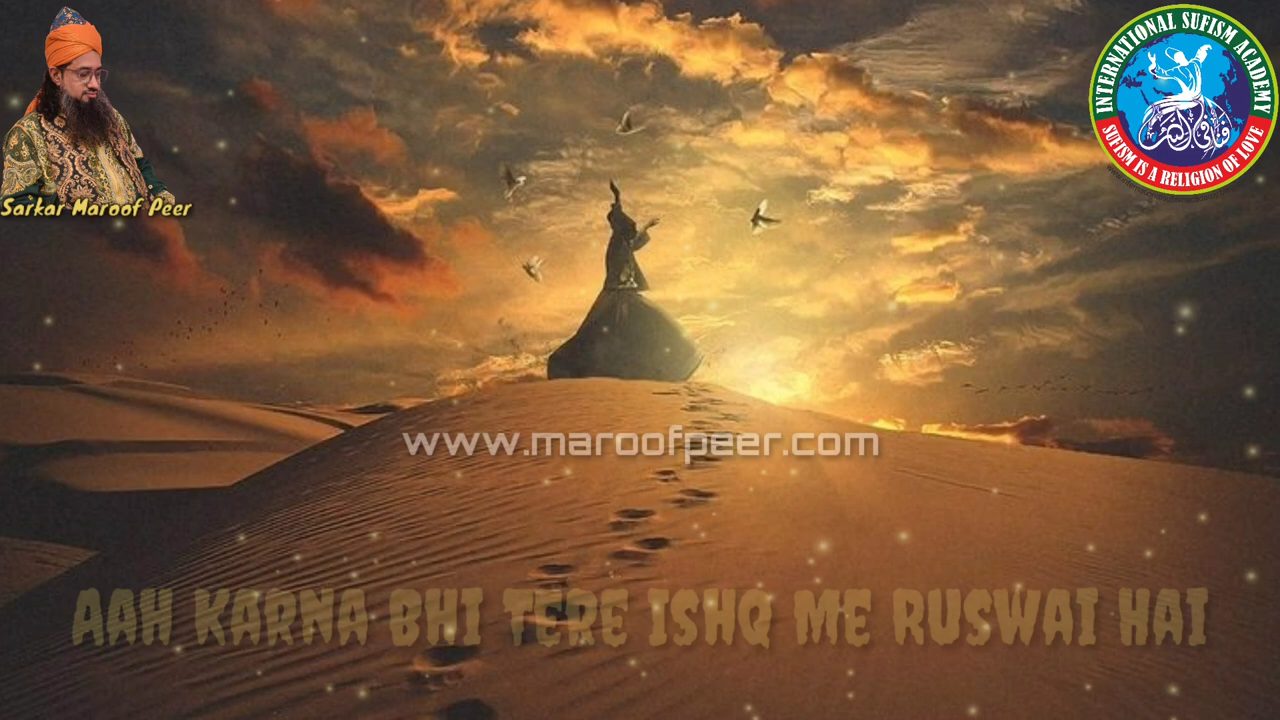 INTERNATIONAL SUFISM ACADEMY
SUFISM IS A RELIGION OF LOVE
Sarkar Maroof Peer
www.maroofpeer.com
AAH KARNA BHI TERE ISHQ ME RUSWAI HAI